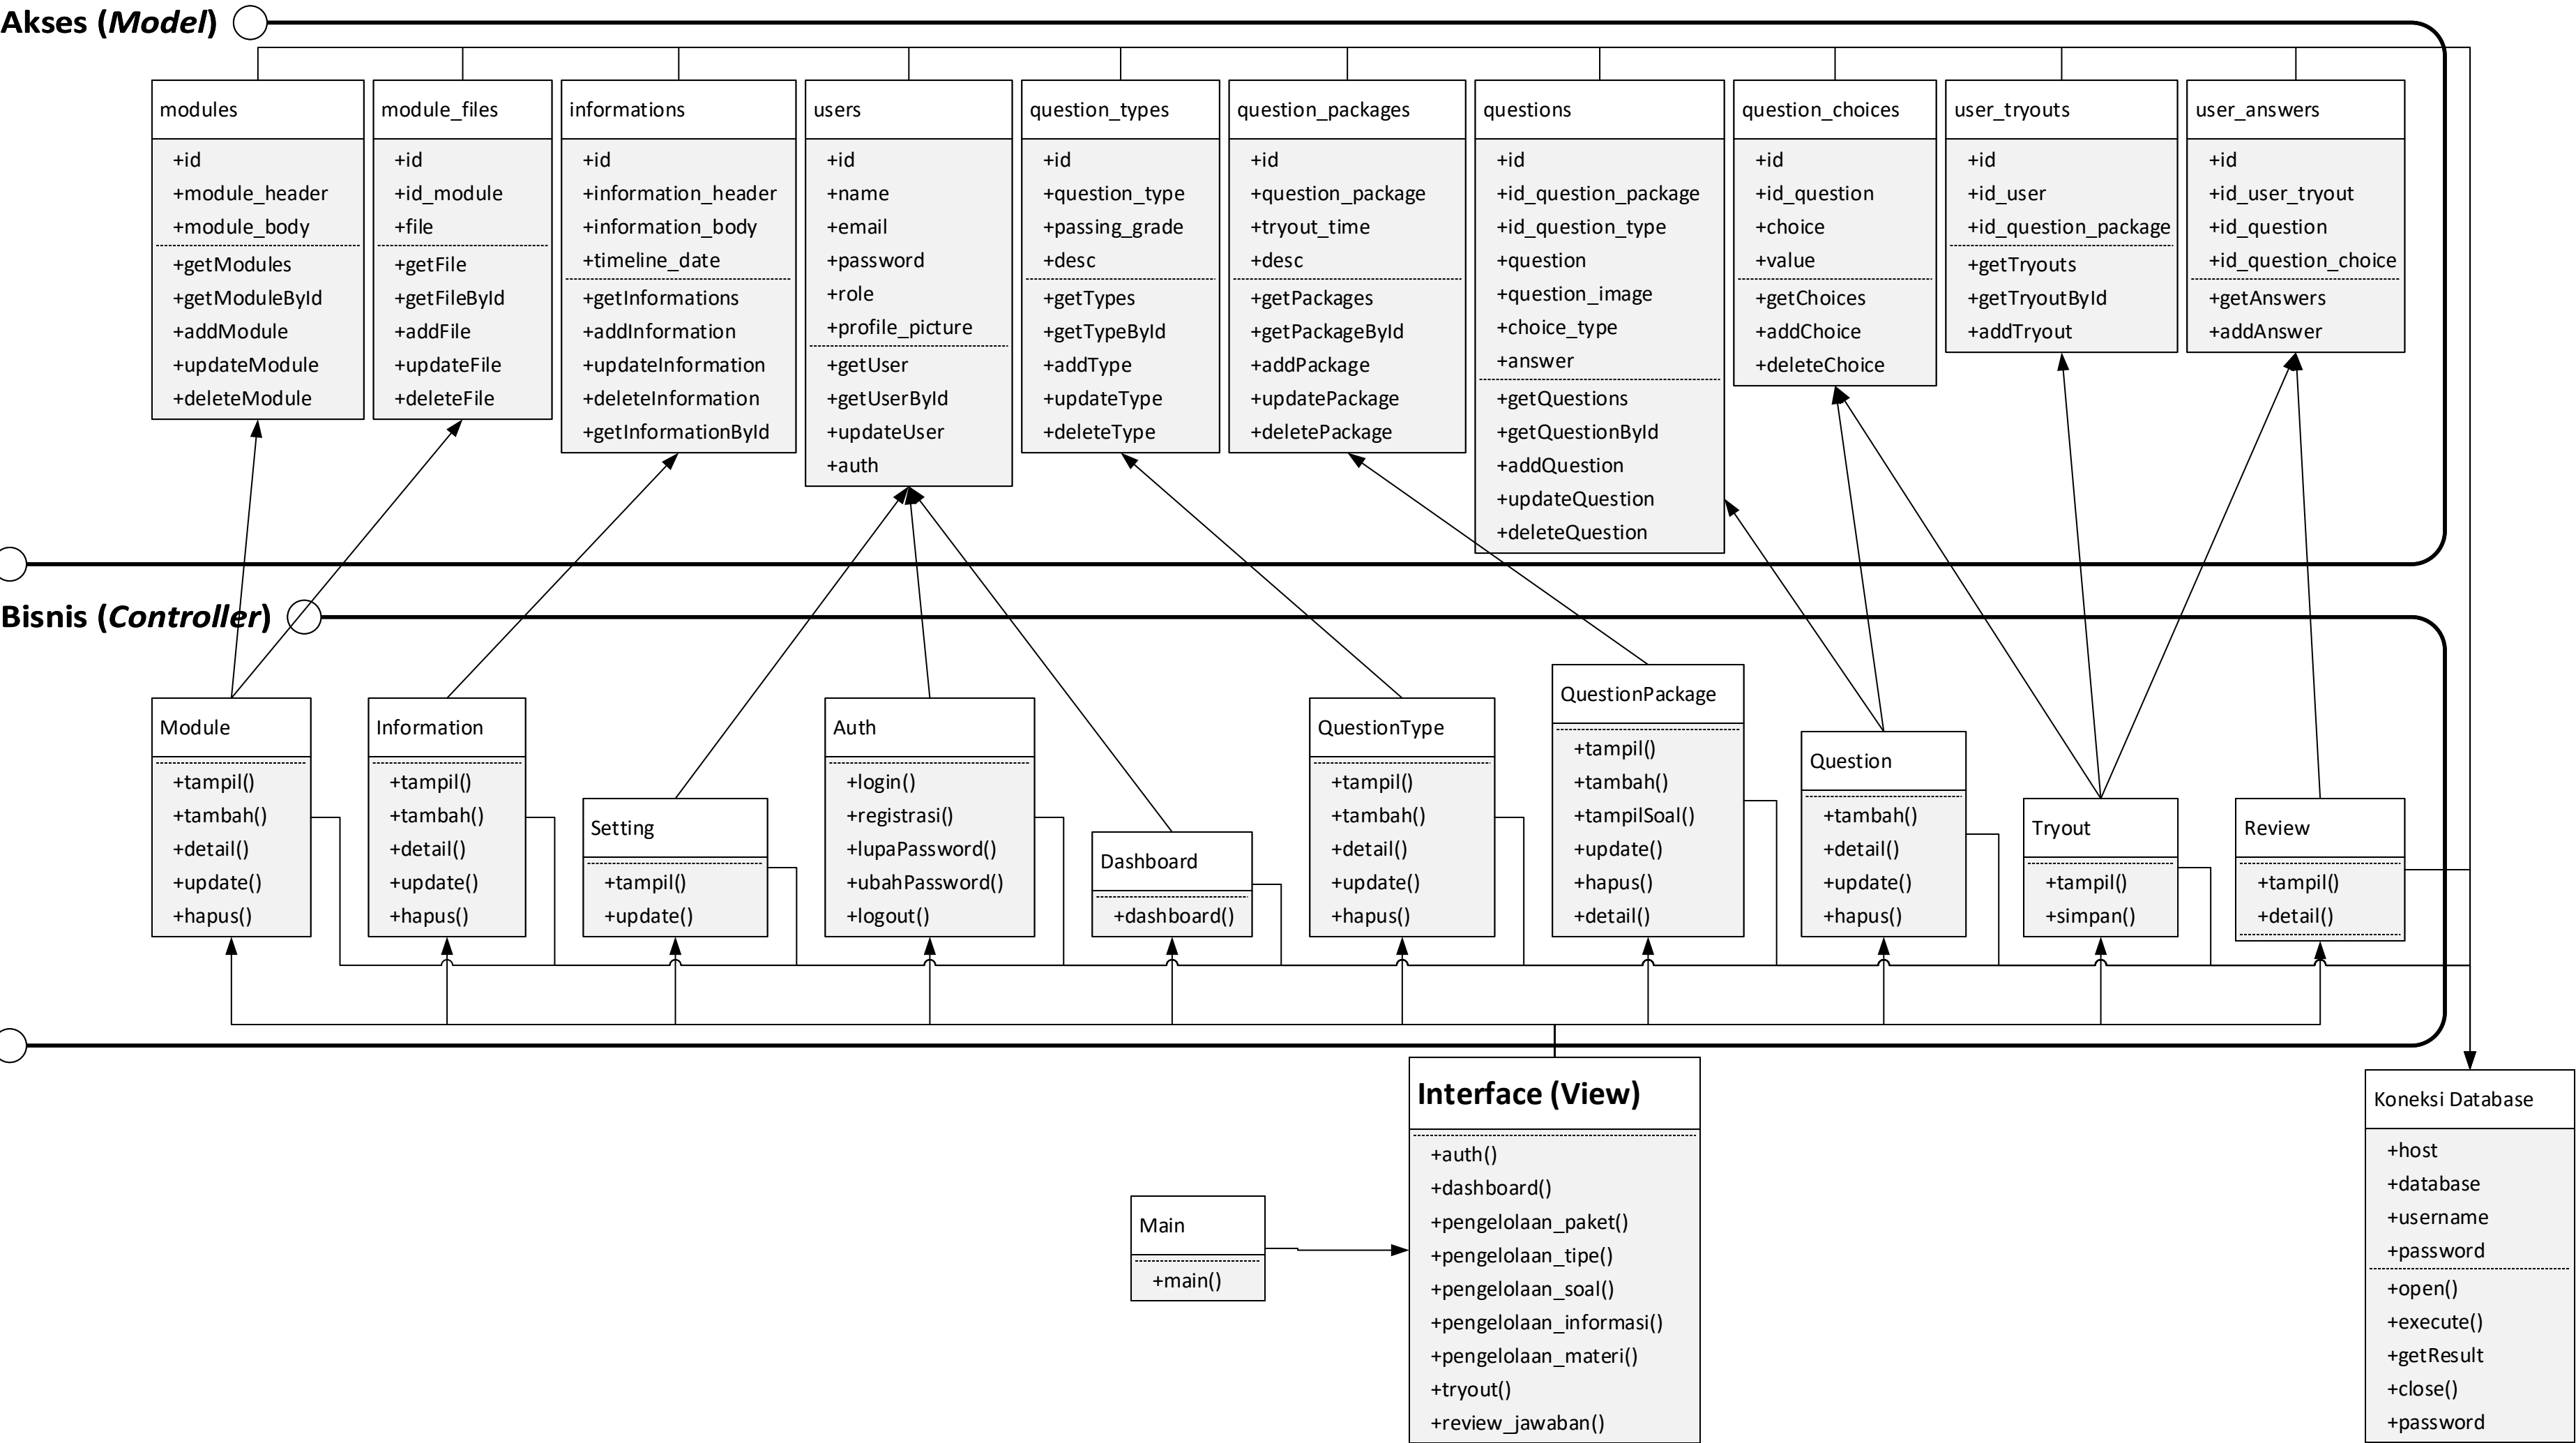 Akses (Model)
modules
+id
+module_header
+module_body
+getModules
+getModuleById
+addModule
+updateModule
+deleteModule
module_files
+id
+id_module
+file
+getFile
+getFileById
+addFile
+updateFile
+deleteFile
informations
+id
+information_header
+information_body
+timeline_date
+getInformations
+addInformation
+updateInformation
+deleteInformation
+getInformationById
users
+id
+name
+email
+password
+role
+profile_picture
+getUser
+getUserById
+updateUser
+auth
question_types
+id
+question_type
+passing_grade
+desc
+getTypes
+getTypeById
+addType
+updateType
+deleteType
question_packages
+id
+question_package
+tryout_time
+desc
+getPackages
+getPackageById
+addPackage
+updatePackage
+deletePackage
questions
+id
+id_question_package
+id_question_type
+question
+question_image
+choice_type
+answer
+getQuestions
+getQuestionById
+addQuestion
+updateQuestion
+deleteQuestion
question_choices
+id
+id_question
+choice
+value
+getChoices
+addChoice
+deleteChoice
user_tryouts
+id
+id_user
+id_question_package
+getTryouts
+getTryoutById
+addTryout
user_answers
+id
+id_user_tryout
+id_question
+id_question_choice
+getAnswers
+addAnswer
Bisnis (Controller)
Module
+tampil()
+tambah()
+detail()
+update()
+hapus()
Information
+tampil()
+tambah()
+detail()
+update()
+hapus()
Setting
+tampil()
+update()
Auth
+login()
+registrasi()
+lupaPassword()
+ubahPassword()
+logout()
Dashboard
+dashboard()
QuestionType
+tampil()
+tambah()
+detail()
+update()
+hapus()
QuestionPackage
+tampil()
+tambah()
+tampilSoal()
+update()
+hapus()
+detail()
Question
+tambah()
+detail()
+update()
+hapus()
Tryout
+tampil()
+simpan()
Review
+tampil()
+detail()
Main
+main()
Interface (View)
+auth()
+dashboard()
+pengelolaan_paket()
+pengelolaan_tipe()
+pengelolaan_soal()
+pengelolaan_informasi()
+pengelolaan_materi()
+tryout()
+review_jawaban()
Koneksi Database
+host
+database
+username
+password
+open()
+execute()
+getResult
+close()
+password